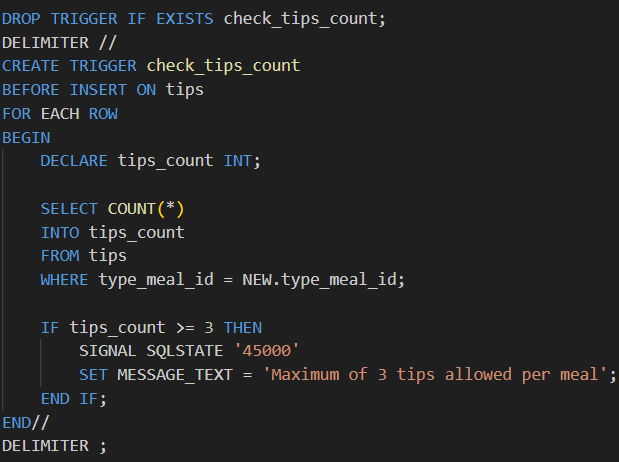 DROP TRIGGER IF EXISTS check_tips_count;
DELIMITER //
CREATE TRIGGER check_tips_count
BEFORE INSERT ON tips
FOR EACH ROW
BEGIN
    DECLARE tips_count INT;

    SELECT COUNT(*)
    INTO tips_count
    FROM tips
    WHERE type_meal_id = NEW.type_meal_id;

    IF tips_count >= 3 THEN
        SIGNAL SQLSTATE '45000'
        SET MESSAGE_TEXT = 'Maximum of 3 tips allowed per meal';
    END IF;
END//
DELIMITER ;